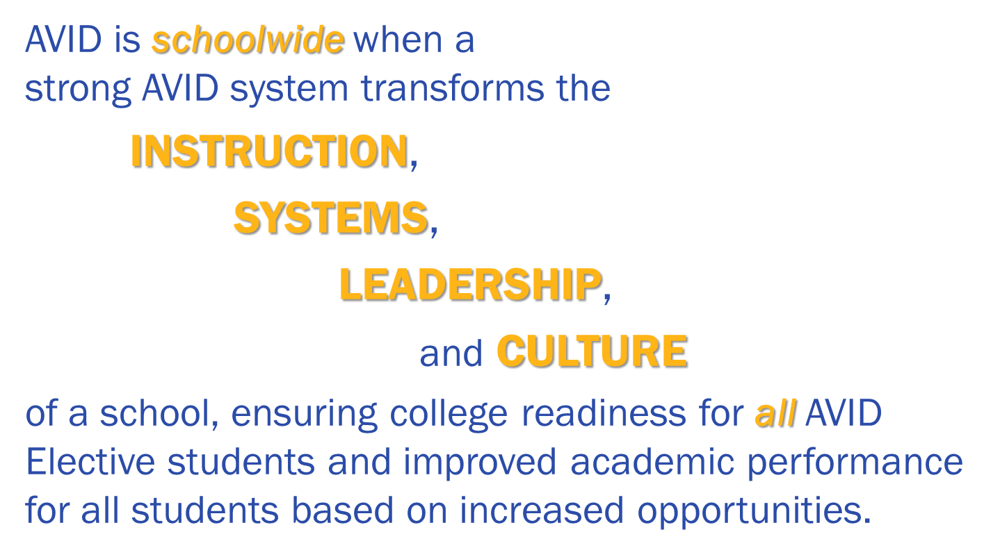 AVID is schoolwide when a
strong AVID system transforms the
INSTRUCTION,
SYSTEMS,
LEADERSHIP,
and CULTURE
of a school, ensuring college readiness for all AVID
Elective students and improved academic performance
for all students based on increased opportunities.